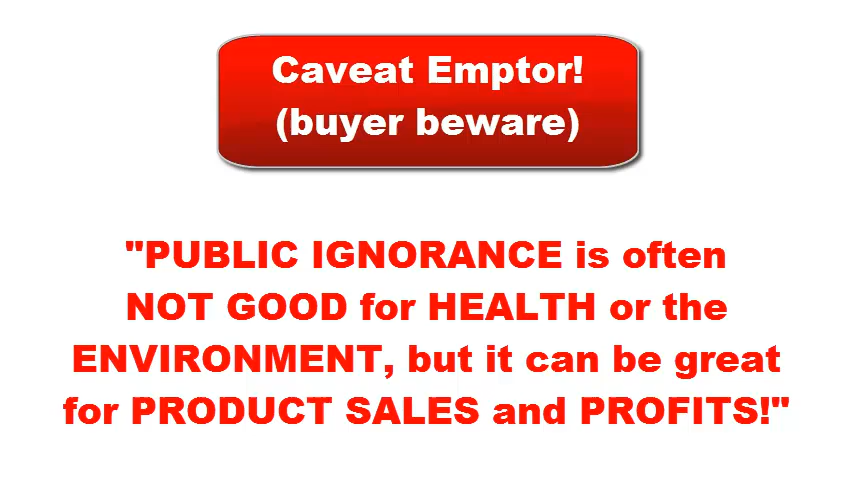 Caveat Emptor!
(buyer beware)
"PUBLIC IGNORANCE is often
NOT GOOD for HEALTH or the
ENVIRONMENT, but it can be great
for PRODUCT SALES and PROFITS!"